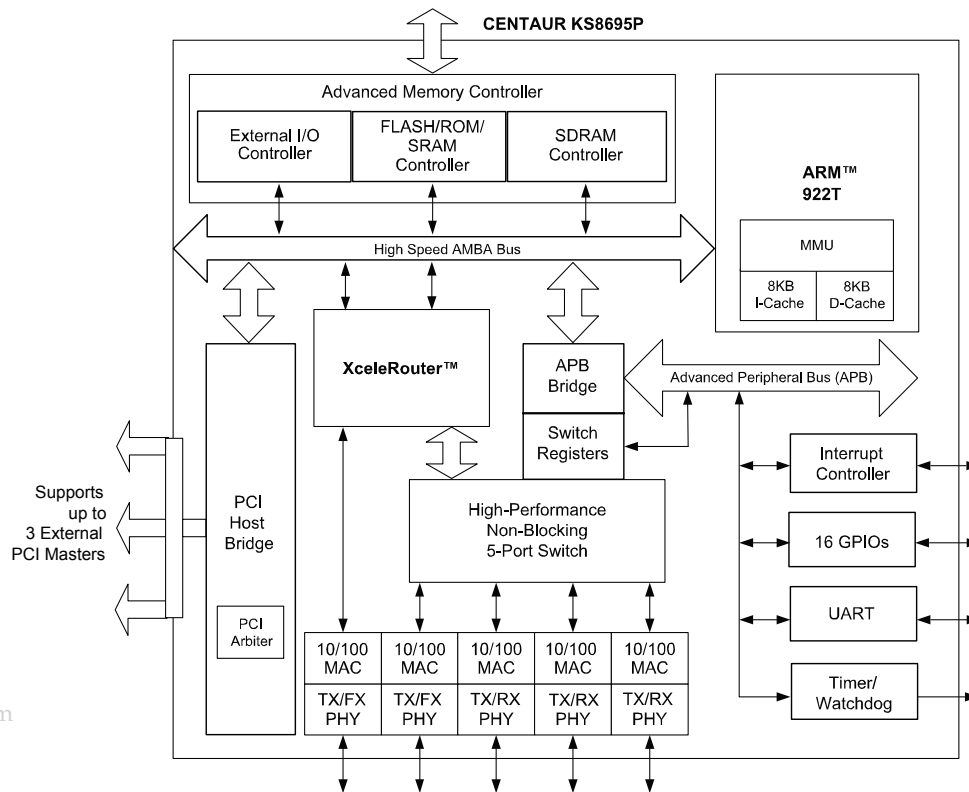 CENTAUR KS8695P
Advanced Memory Controller
External I/O
Controller
FLASH/ROM/
SRAM
Controller
SDRAM
Controller
ARM™
922T
MMU
8KB
I-Cache
8KB
D-Cache
High Speed AMBA Bus
XceleRouter™
APB
Bridge
Advanced Peripheral Bus (APB)
Switch
Registers
Interrupt
Controller
Supports
up to
3 External
PCI Masters
PCI
Host
Bridge
High-Performance
Non-Blocking
5-Port Switch
16 GPIOs
PCI
Arbiter
UART
10/100
MAC
10/100
MAC
10/100
MAC
10/100
MAC
10/100
MAC
TX/FX
PHY
TX/FX
PHY
TX/RX
PHY
TX/RX
PHY
TX/RX
PHY
Timer/
Watchdog